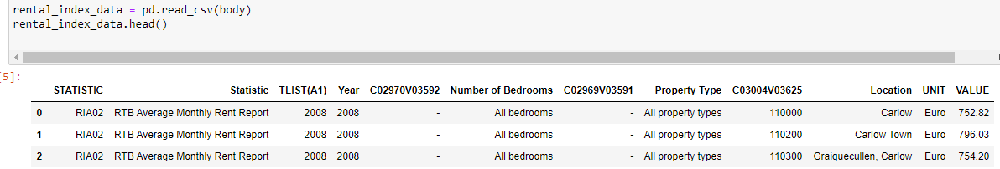 rental_index_data = pd.read_csv(body)
rental_index_data.head()
[5]:
STATISTIC Statistic TLIST(A1) Year C02970V03592 Number of Bedrooms C02969V03591 Property Type C03004V03625 Location UNIT VALUE
0 RIA02 RTB Average Monthly Rent Report 2008 2008 - All bedrooms - All property types 110000 Carlow Euro 752.82
1 RIA02 RTB Average Monthly Rent Report 2008 2008 - All bedrooms - All property types 110200 Carlow Town Euro 796.03
2 RIA02 RTB Average Monthly Rent Report 2008 2008 - All bedrooms - All property types 110300 Graiguecullen, Carlow Euro 754.20